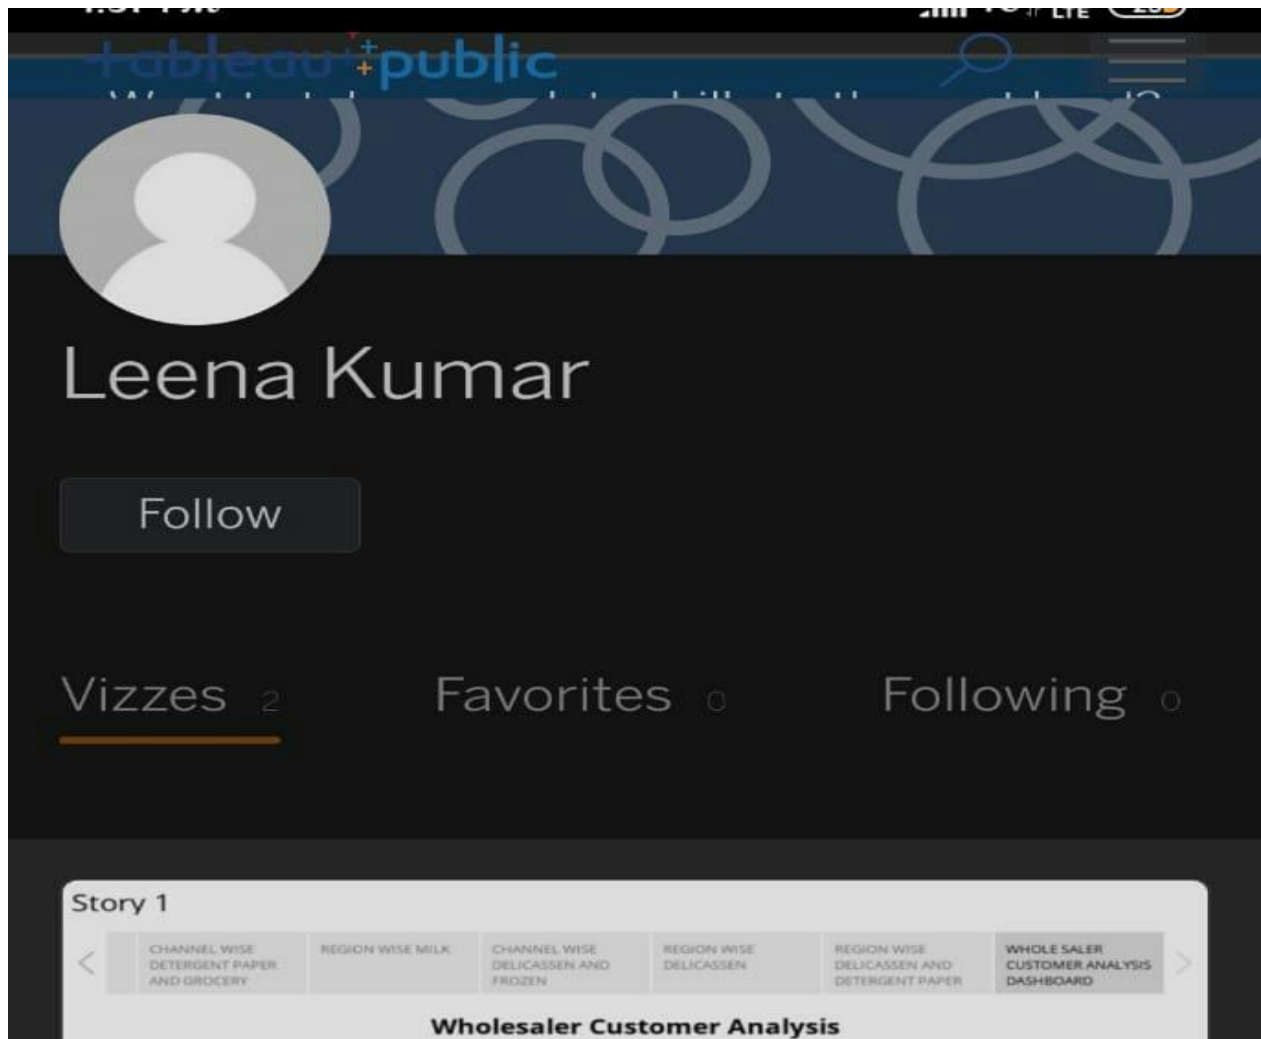 LTE
tableau public
Leena Kumar
Follow
Vizzes 2 Favorites 0 Following 0
Story 1
CHANNEL WISE
DETERGENT PAPER
AND GROCERY
REGION WISE MILK
CHANNEL WISE
DELICASSEN AND
FROZEN
REGION WISE
DELICASSEN
REGION WISE
DELICASSEN AND
DETERGENT PAPER
WHOLE SALER
CUSTOMER ANALYSIS
DASHBOARD
Wholesaler Customer Analysis